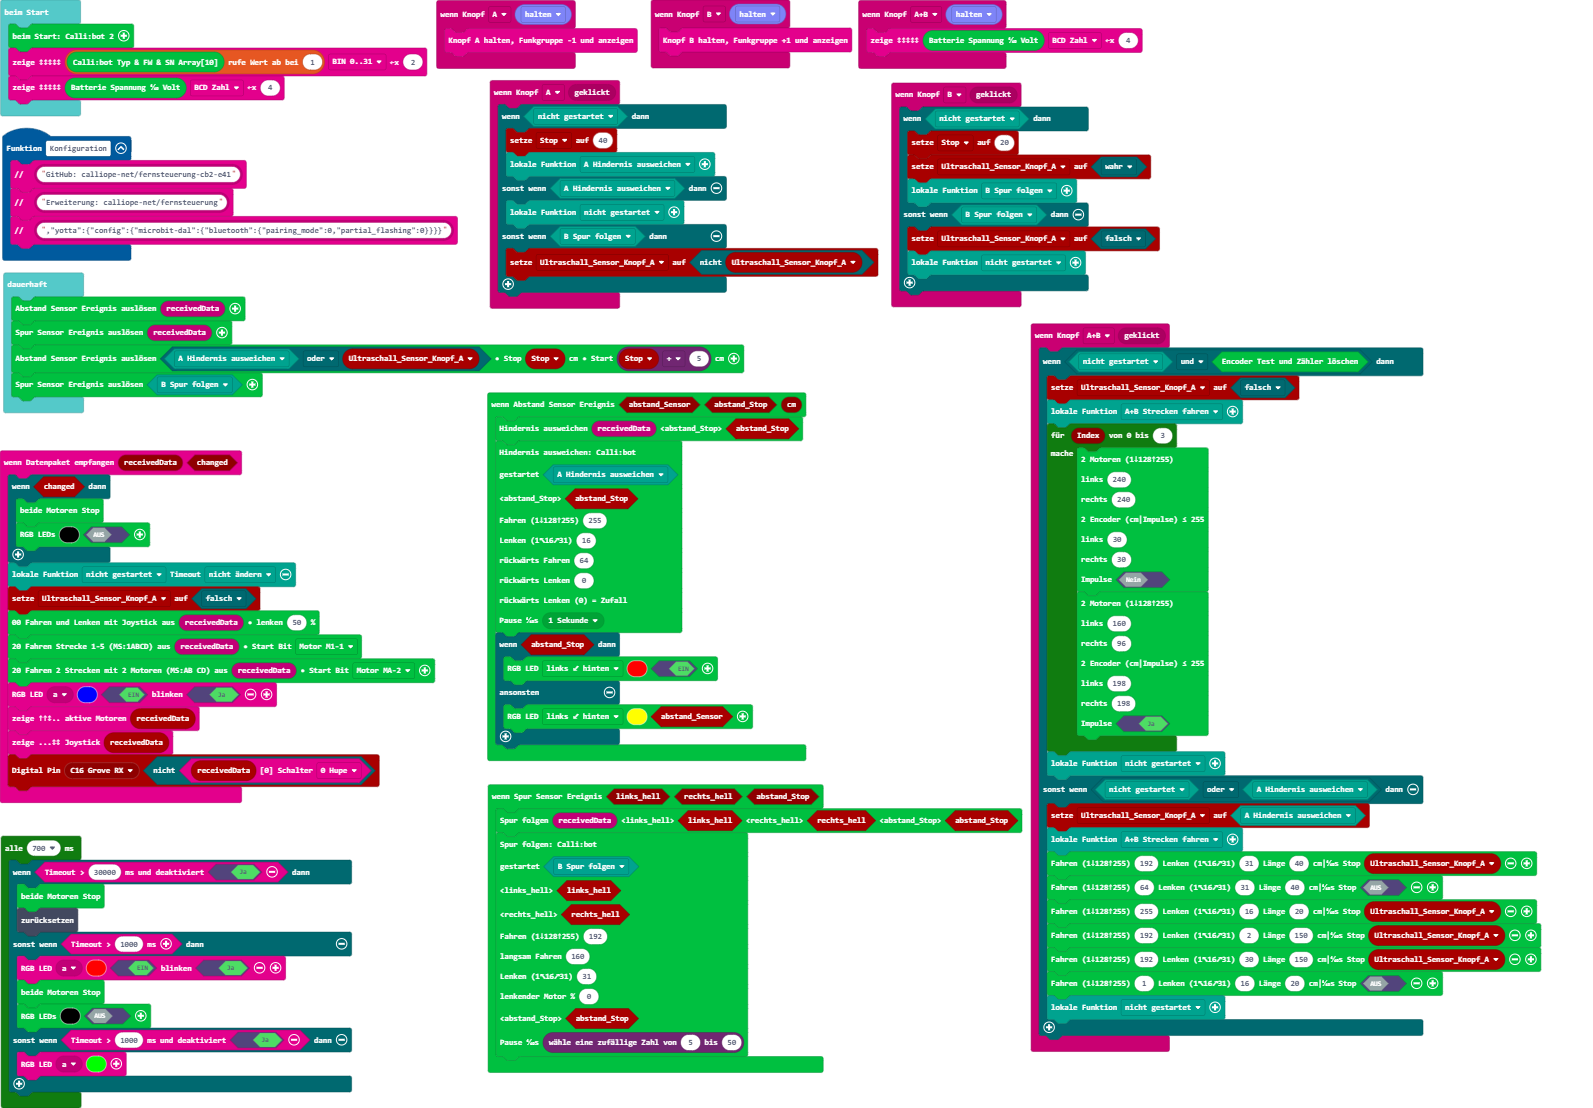 beim Start
beim Start: Calli:bot 2
zeige Calli:bot Typ & FW & SN Array[10] rufe Wert ab bei 1 BIN 0..31 ÷x 2
zeige Batterie Spannung ‰ Volt BCD Zahl ÷x 4
Funktion Konfiguration
// "GitHub: calliope-net/fernsteuerung-cb2-e41"
// "Erweiterung: calliope-net/fernsteuerung"
// ","yotta":{"config":{"microbit-dal":{"bluetooth":{"pairing_mode":0,"partial_flashing":0}}}}"
dauerhaft
Abstand Sensor Ereignis auslösen receivedData
Spur Sensor Ereignis auslösen receivedData
Abstand Sensor Ereignis auslösen A Hindernis ausweichen oder Ultraschall_Sensor_Knopf_A • Stop Stop cm • Start Stop + 5 cm
Spur Sensor Ereignis auslösen B Spur folgen
wenn Datenpaket empfangen receivedData changed
wenn changed dann
beide Motoren Stop
RGB LEDs AUS
lokale Funktion nicht gestartet Timeout nicht ändern
setze Ultraschall_Sensor_Knopf_A auf falsch
00 Fahren und Lenken mit Joystick aus receivedData • lenken 50 %
20 Fahren Strecke 1-5 (MS:1ABCD) aus receivedData • Start Bit Motor M1-1
20 Fahren 2 Strecken mit 2 Motoren (MS:AB CD) aus receivedData • Start Bit Motor MA-2
RGB LED a EIN blinken Ja
zeige ↑↑↕.. aktive Motoren receivedData
zeige ...↕↕ Joystick receivedData
Digital Pin C16 Grove RX nicht receivedData [0] Schalter 0 Hupe
alle 700 ms
wenn Timeout > 30000 ms und deaktiviert Ja dann
beide Motoren Stop
zurücksetzen
sonst wenn Timeout > 1000 ms dann
RGB LED a EIN blinken Ja
beide Motoren Stop
RGB LEDs AUS
sonst wenn Timeout > 1000 ms und deaktiviert Ja dann
RGB LED a
wenn Knopf A halten
Knopf A halten, Funkgruppe -1 und anzeigen
wenn Knopf B halten
Knopf B halten, Funkgruppe +1 und anzeigen
wenn Knopf A+B halten
zeige Batterie Spannung ‰ Volt BCD Zahl ÷x 4
wenn Knopf A geklickt
wenn nicht gestartet dann
setze Stop auf 40
lokale Funktion A Hindernis ausweichen
sonst wenn A Hindernis ausweichen dann
lokale Funktion nicht gestartet
sonst wenn B Spur folgen dann
setze Ultraschall_Sensor_Knopf_A auf nicht Ultraschall_Sensor_Knopf_A
wenn Knopf B geklickt
wenn nicht gestartet dann
setze Stop auf 20
setze Ultraschall_Sensor_Knopf_A auf wahr
lokale Funktion B Spur folgen
sonst wenn B Spur folgen dann
setze Ultraschall_Sensor_Knopf_A auf falsch
lokale Funktion nicht gestartet
wenn Abstand Sensor Ereignis abstand_Sensor abstand_Stop cm
Hindernis ausweichen receivedData <abstand_Stop> abstand_Stop
Hindernis ausweichen: Calli:bot
gestartet A Hindernis ausweichen
<abstand_Stop> abstand_Stop
Fahren (1↓128↑255) 255
Lenken (1↖16↗31) 16
rückwärts Fahren 64
rückwärts Lenken 0
rückwärts Lenken (0) = Zufall
Pause ‰s 1 Sekunde
wenn abstand_Stop dann
RGB LED links ↙ hinten EIN
ansonsten
RGB LED links ↙ hinten abstand_Sensor
wenn Spur Sensor Ereignis links_hell rechts_hell abstand_Stop
Spur folgen receivedData <links_hell> links_hell <rechts_hell> rechts_hell <abstand_Stop> abstand_Stop
Spur folgen: Calli:bot
gestartet B Spur folgen
<links_hell> links_hell
<rechts_hell> rechts_hell
Fahren (1↓128↑255) 192
langsam Fahren 160
Lenken (1↖16↗31) 31
lenkender Motor % 0
<abstand_Stop> abstand_Stop
Pause ‰s wähle eine zufällige Zahl von 5 bis 50
wenn Knopf A+B geklickt
wenn nicht gestartet und Encoder Test und Zähler löschen dann
setze Ultraschall_Sensor_Knopf_A auf falsch
lokale Funktion A+B Strecken fahren
für Index von 0 bis 3
mache 2 Motoren (1↓128↑255)
links 240
rechts 240
2 Encoder (cm|Impulse) ≤ 255
links 30
rechts 30
Impulse Nein
2 Motoren (1↓128↑255)
links 160
rechts 96
2 Encoder (cm|Impulse) ≤ 255
links 198
rechts 198
Impulse Ja
lokale Funktion nicht gestartet
sonst wenn nicht gestartet oder A Hindernis ausweichen dann
setze Ultraschall_Sensor_Knopf_A auf A Hindernis ausweichen
lokale Funktion A+B Strecken fahren
Fahren (1↓128↑255) 192 Lenken (1↖16↗31) 31 Länge 40 cm|‰s Stop Ultraschall_Sensor_Knopf_A
Fahren (1↓128↑255) 64 Lenken (1↖16↗31) 31 Länge 40 cm|‰s Stop AUS
Fahren (1↓128↑255) 255 Lenken (1↖16↗31) 16 Länge 20 cm|‰s Stop Ultraschall_Sensor_Knopf_A
Fahren (1↓128↑255) 192 Lenken (1↖16↗31) 2 Länge 150 cm|‰s Stop Ultraschall_Sensor_Knopf_A
Fahren (1↓128↑255) 192 Lenken (1↖16↗31) 30 Länge 150 cm|‰s Stop Ultraschall_Sensor_Knopf_A
Fahren (1↓128↑255) 1 Lenken (1↖16↗31) 16 Länge 20 cm|‰s Stop AUS
lokale Funktion nicht gestartet